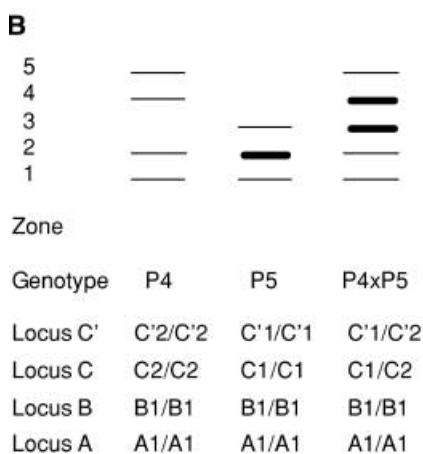 B
5
4
3
2
1
Zone
Genotype P4 P5 P4xP5
Locus C' C'2/C'2 C'1/C'1 C'1/C'2
Locus C C2/C2 C1/C1 C1/C2
Locus B B1/B1 B1/B1 B1/B1
Locus A A1/A1 A1/A1 A1/A1